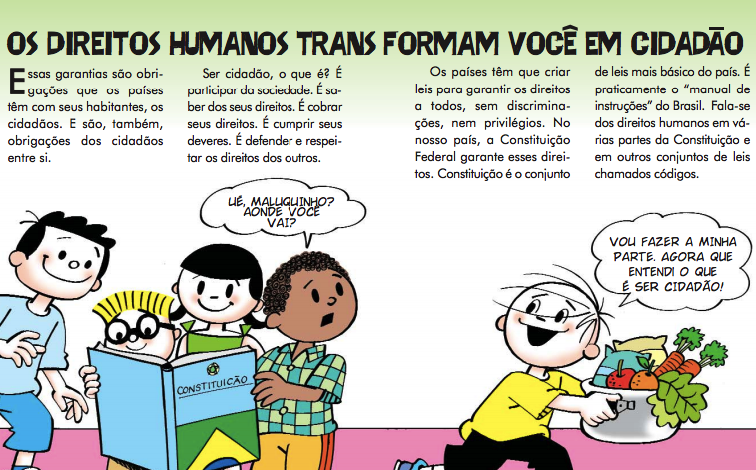 OS DIREITOS HUMANOS TRANS FORMAM VOCÊ EM CIDADÃO
Essas garantias são obri-
gações que os países
têm com seus habitantes, os
cidadãos. E são, também,
obrigações dos cidadãos
entre si.
Ser cidadão, o que é? É
participar da sociedade. É sa-
ber dos seus direitos. É cobrar
seus direitos. É cumprir seus
deveres. É defender e respei-
tar os direitos dos outros.
Os países têm que criar
leis para garantir os direitos
a todos, sem discrimina-
ções, nem privilégios. No
nosso país, a Constituição
Federal garante esses direi-
tos. Constituição é o conjunto
de leis mais básico do país. É
praticamente o “manual de
instruções” do Brasil. Fala-se
dos direitos humanos em vá-
rias partes da Constituição e
em outros conjuntos de leis
chamados códigos.
UÉ, MALUQUINHO?
AONDE VOCÊ
VAI?
VOU FAZER A MINHA
PARTE. AGORA QUE
ENTENDI O QUE
É SER CIDADÃO!
CONSTITUIÇÃO